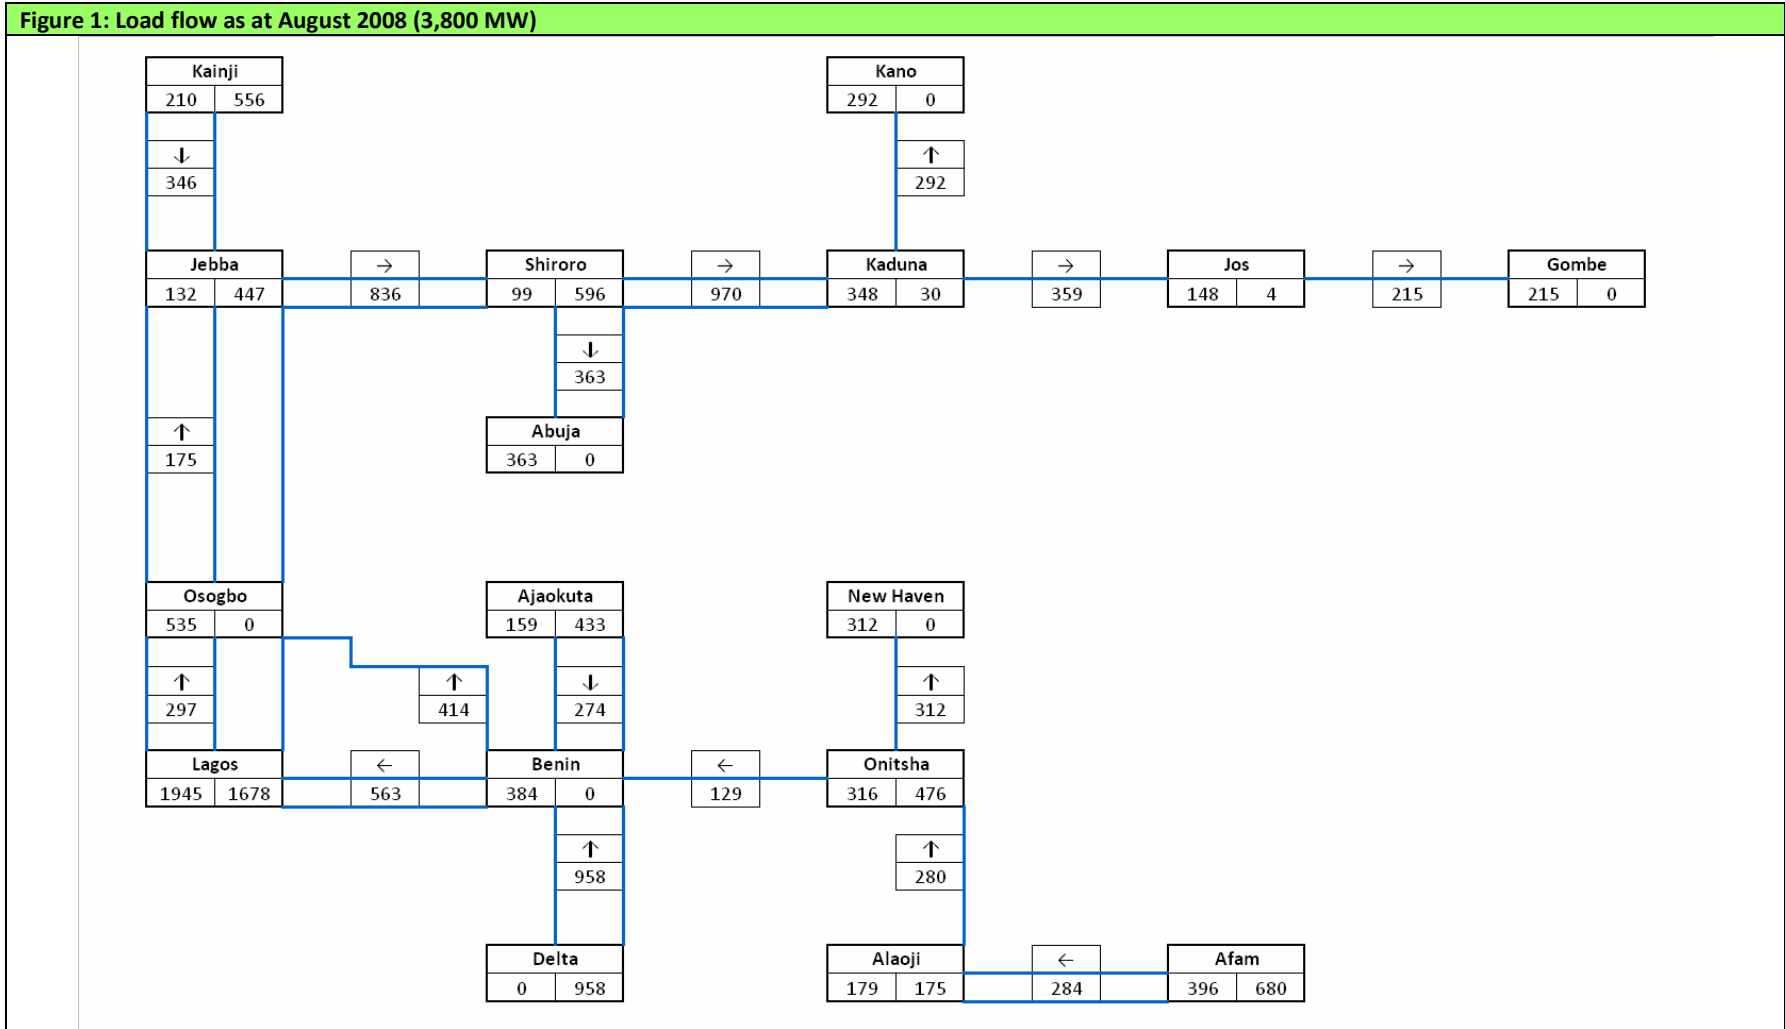 Figure 1: Load flow as at August 2008 (3,800 MW)
Kainji Kano
210 556 292 0
↓ ↑
346 292
Jebba → Shiroro → Kaduna → Jos → Gombe
132 447 836 99 596 970 348 30 359 148 4 215 215 0
↓
363
↑ Abuja
175 363 0
Osogbo Ajaokuta New Haven
535 0 159 433 312 0
↑ ↑ ↓ ↑
297 414 274 312
Lagos ← Benin ← Onitsha
1945 1678 563 384 0 129 316 476
↑ ↑
958 280
Delta Alaoji ← Afam
0 958 179 175 284 396 680